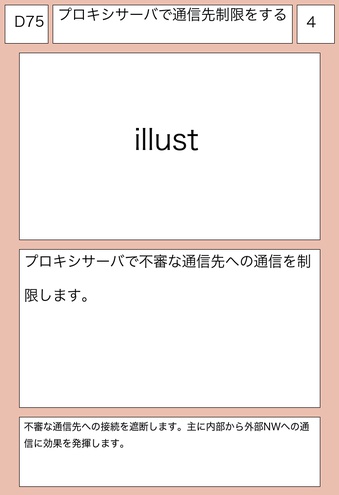 D75
プロキシサーバで通信先制限をする
4
illust
プロキシサーバで不審な通信先への通信を制
限します。
不審な通信先への接続を遮断します。主に内部から外部NWへの通
信に効果を発揮します。